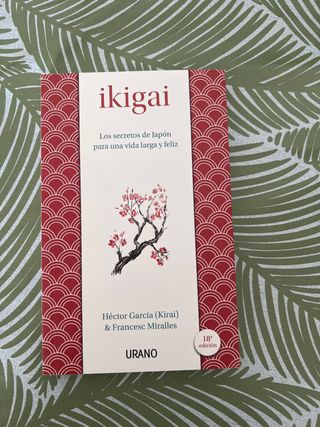 ikigai
Los secretos de Japón
para una vida larga y feliz
Héctor García (Kirai)
& Francesc Miralles
18ª
edición
URANO